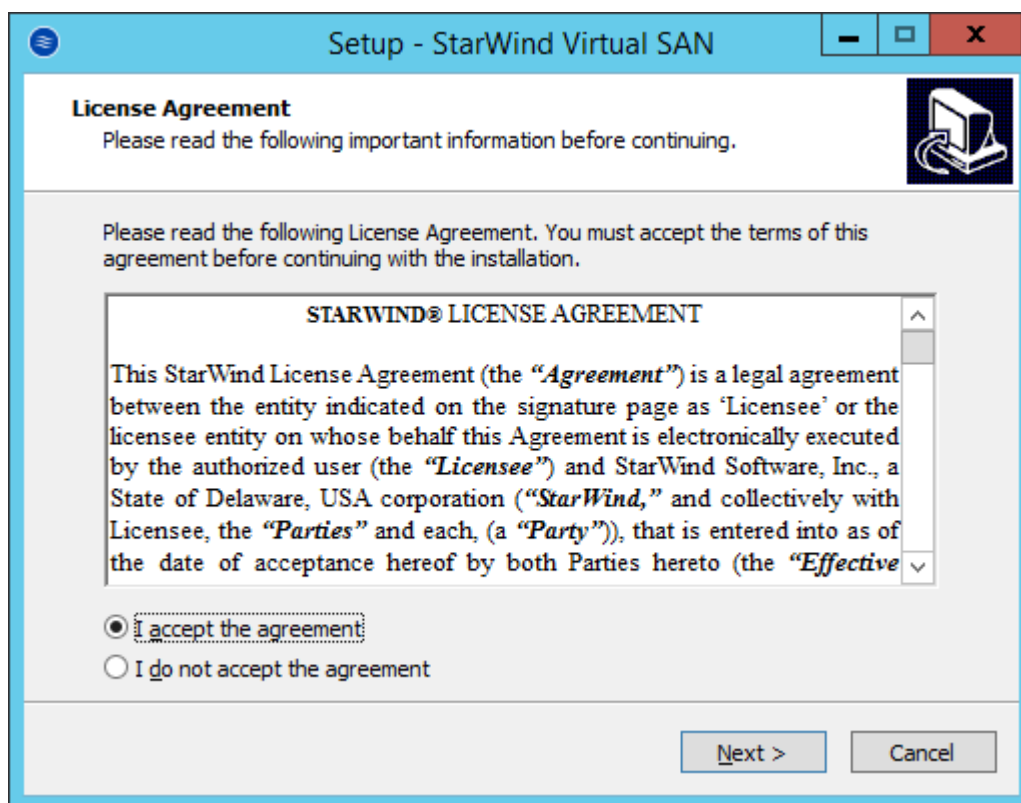 Setup - StarWind Virtual SAN
License Agreement
Please read the following important information before continuing.
Please read the following License Agreement. You must accept the terms of this
agreement before continuing with the installation.
STARWIND® LICENSE AGREEMENT
This StarWind License Agreement (the “Agreement”) is a legal agreement
between the entity indicated on the signature page as ‘Licensee’ or the
licensee entity on whose behalf this Agreement is electronically executed
by the authorized user (the “Licensee”) and StarWind Software, Inc., a
State of Delaware, USA corporation (“StarWind,” and collectively with
Licensee, the “Parties” and each, (a “Party”)), that is entered into as of
the date of acceptance hereof by both Parties hereto (the “Effective
I accept the agreement
I do not accept the agreement
Next >
Cancel